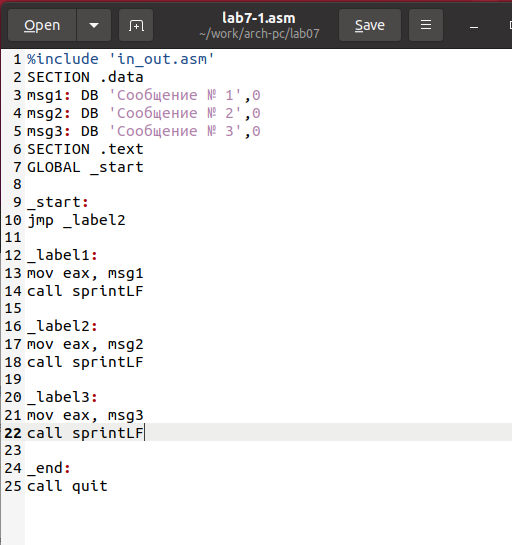 Open
lab7-1.asm
~/work/arch-pc/lab07
Save
1 %include 'in_out.asm'
2 SECTION .data
3 msg1: DB 'Сообщение № 1',0
4 msg2: DB 'Сообщение № 2',0
5 msg3: DB 'Сообщение № 3',0
6 SECTION .text
7 GLOBAL _start
8
9 _start:
10 jmp _label2
11
12 _label1:
13 mov eax, msg1
14 call sprintLF
15
16 _label2:
17 mov eax, msg2
18 call sprintLF
19
20 _label3:
21 mov eax, msg3
22 call sprintLF
23
24 _end:
25 call quit